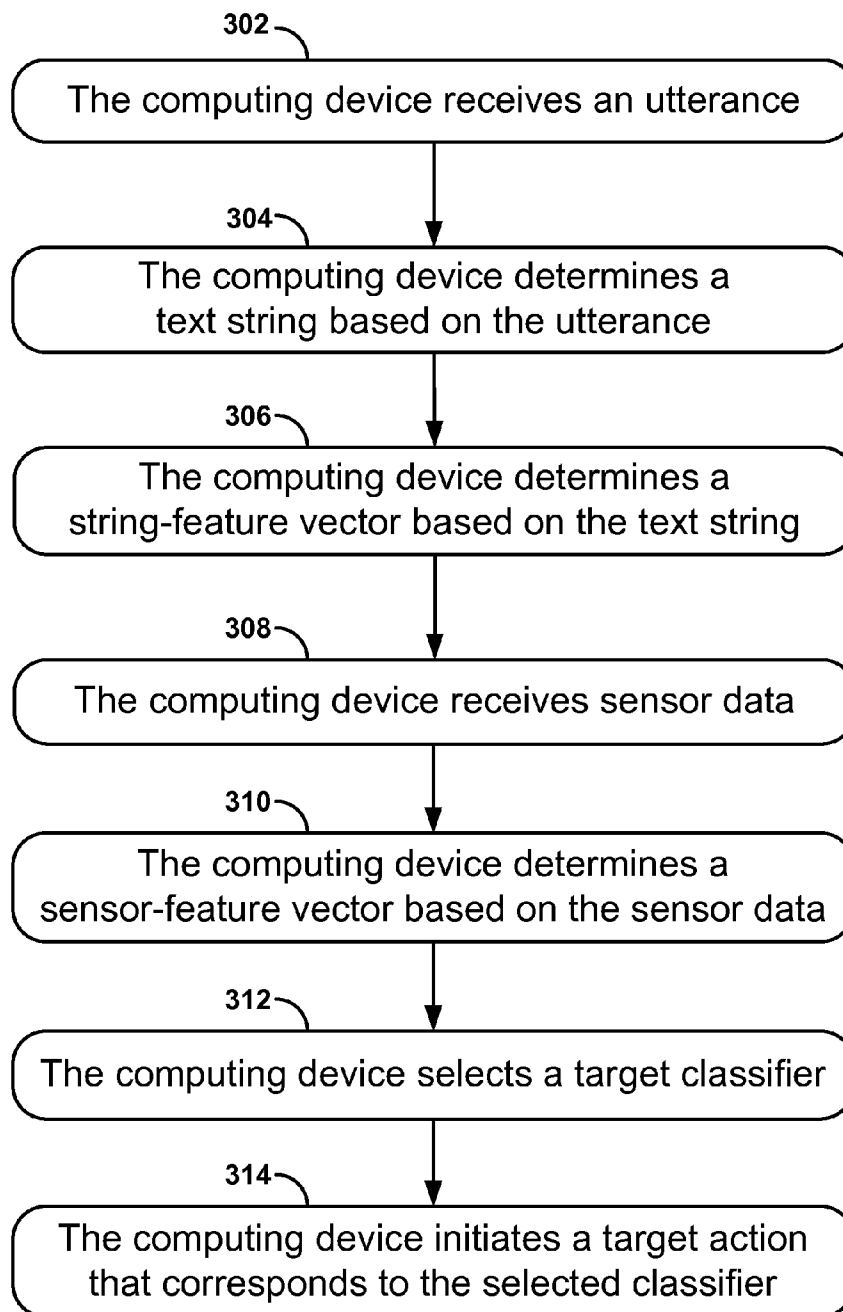 302
The computing device receives an utterance
304
The computing device determines a
text string based on the utterance
306
The computing device determines a
string-feature vector based on the text string
308
The computing device receives sensor data
310
The computing device determines a
sensor-feature vector based on the sensor data
312
The computing device selects a target classifier
314
The computing device initiates a target action
that corresponds to the selected classifier